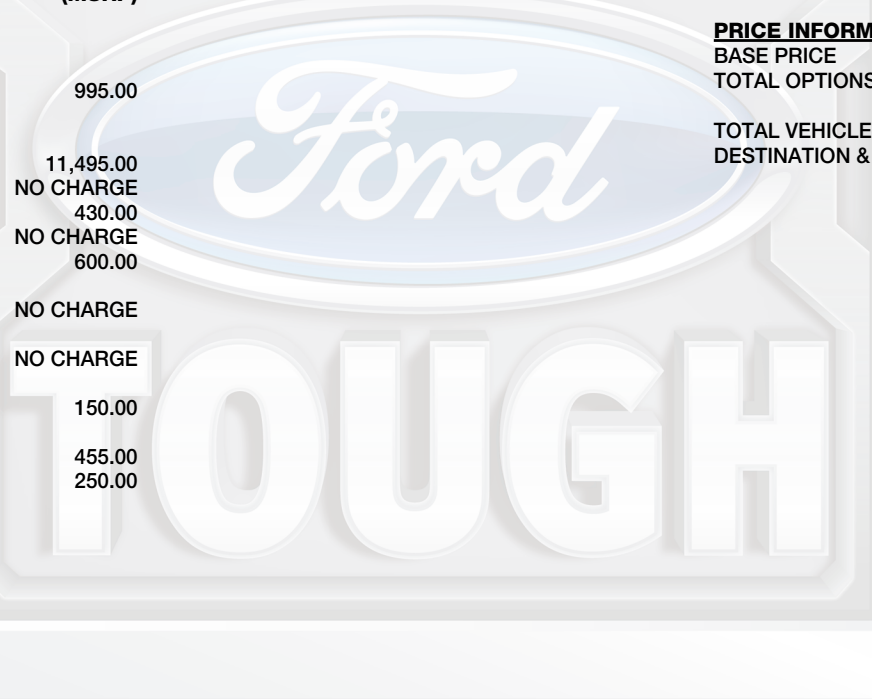 PRICE INFORM
BASE PRICE
TOTAL OPTIONS
TOTAL VEHICLE
DESTINATION &
995.00
11,495.00
NO CHARGE
430.00
NO CHARGE
600.00
NO CHARGE
NO CHARGE
150.00
455.00
250.00
Ford
TOUGH